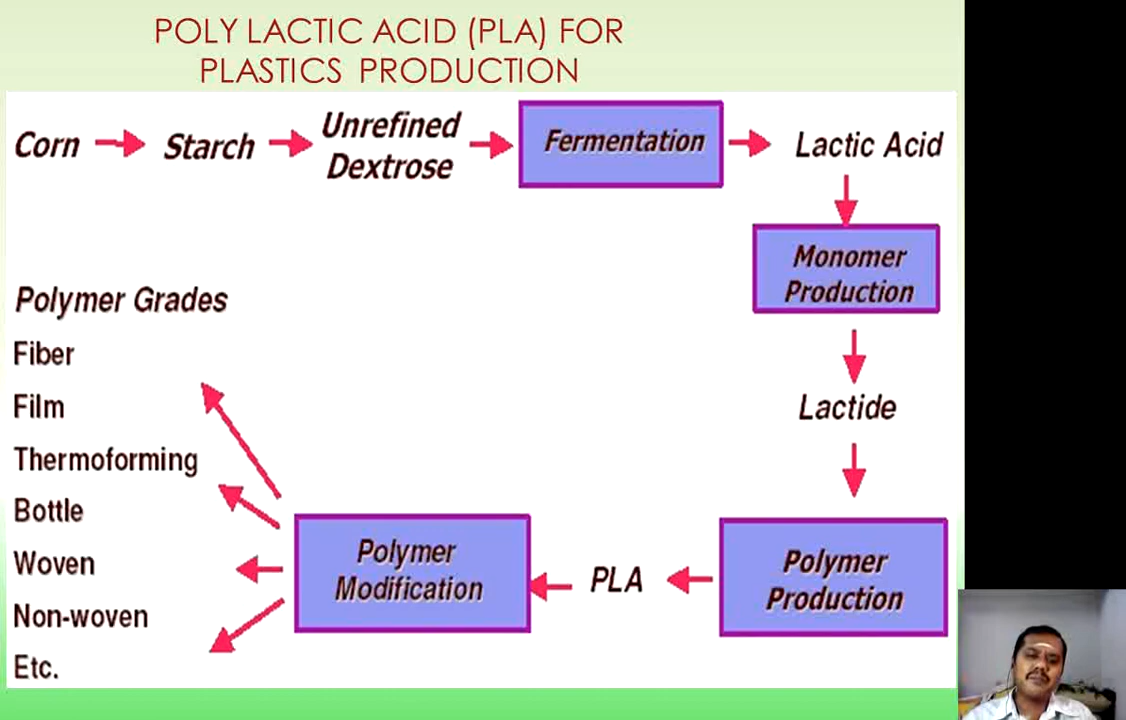 POLY LACTIC ACID (PLA) FOR
PLASTICS PRODUCTION
Corn
Starch
Unrefined
Dextrose
Fermentation
Lactic Acid
Monomer
Production
Lactide
Polymer
Production
PLA
Polymer
Modification
Polymer Grades
Fiber
Film
Thermoforming
Bottle
Woven
Non-woven
Etc.